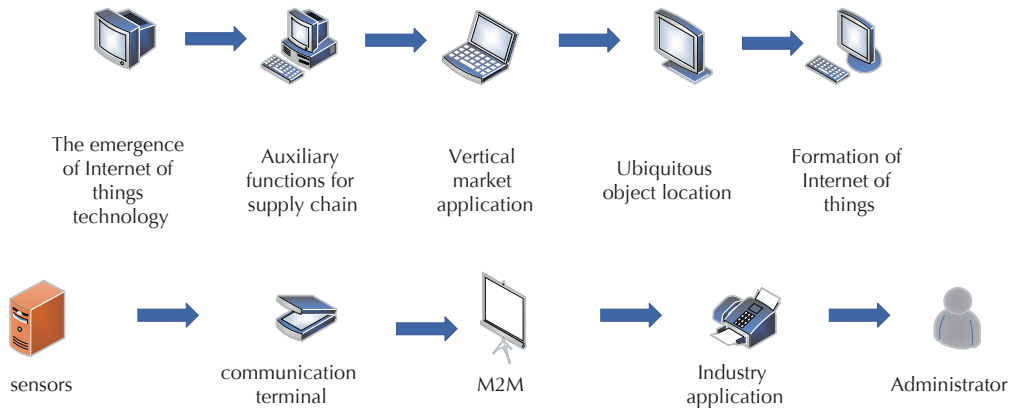 The emergence
of Internet of
things
technology
Auxiliary
functions for
supply chain
Vertical
market
application
Ubiquitous
object location
Formation of
Internet of
things
sensors
communication
terminal
M2M
Industry
application
Administrator